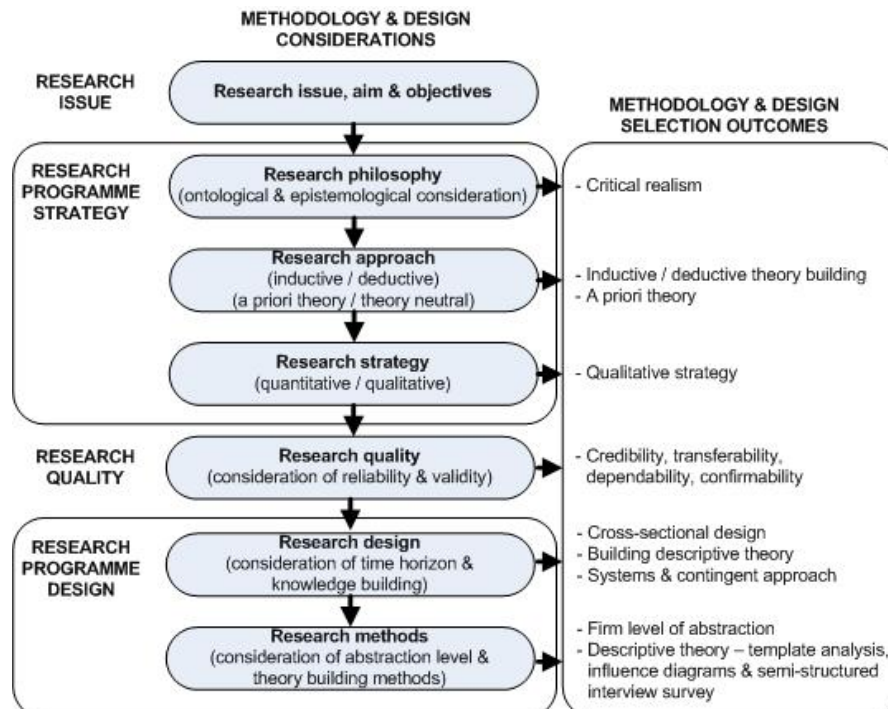 METHODOLOGY & DESIGN
CONSIDERATIONS
RESEARCH
ISSUE
Research issue, aim & objectives
METHODOLOGY & DESIGN
SELECTION OUTCOMES
RESEARCH
PROGRAMME
STRATEGY
Research philosophy
(ontological & epistemological consideration)
- Critical realism
Research approach
(inductive / deductive)
(a priori theory / theory neutral)
- Inductive / deductive theory building
- A priori theory
Research strategy
(quantitative / qualitative)
- Qualitative strategy
RESEARCH
QUALITY
Research quality
(consideration of reliability & validity)
- Credibility, transferability,
dependability, confirmability
RESEARCH
PROGRAMME
DESIGN
Research design
(consideration of time horizon &
knowledge building)
- Cross-sectional design
- Building descriptive theory
- Systems & contingent approach
Research methods
(consideration of abstraction level &
theory building methods)
- Firm level of abstraction
- Descriptive theory – template analysis,
influence diagrams & semi-structured
interview survey